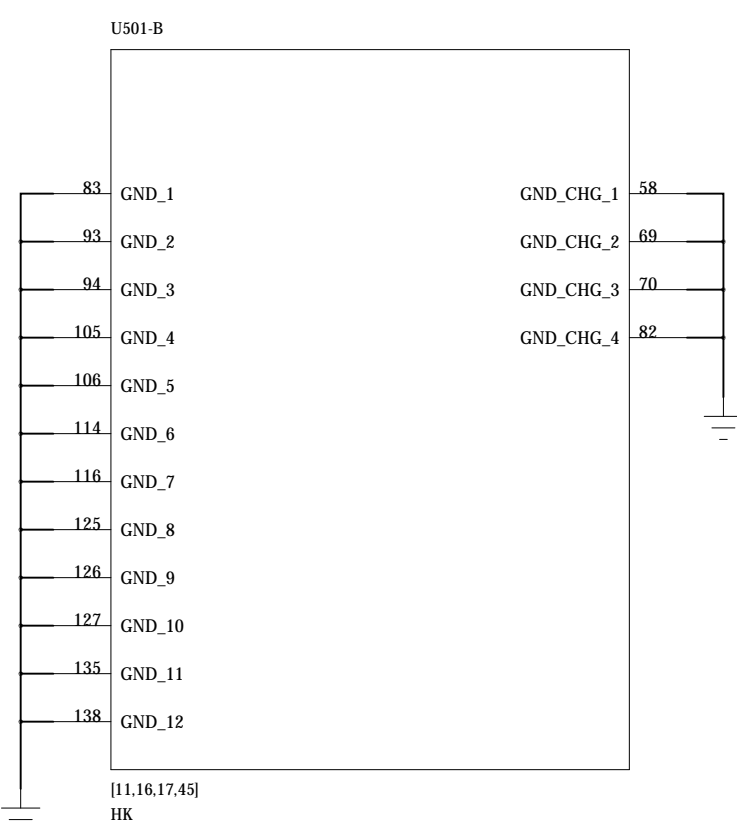 U501-B
83 GND_1 GND_CHG_1 58
93 GND_2 GND_CHG_2 69
94 GND_3 GND_CHG_3 70
105 GND_4 GND_CHG_4 82
106 GND_5
114 GND_6
116 GND_7
125 GND_8
126 GND_9
127 GND_10
135 GND_11
138 GND_12
[11,16,17,45]
HK